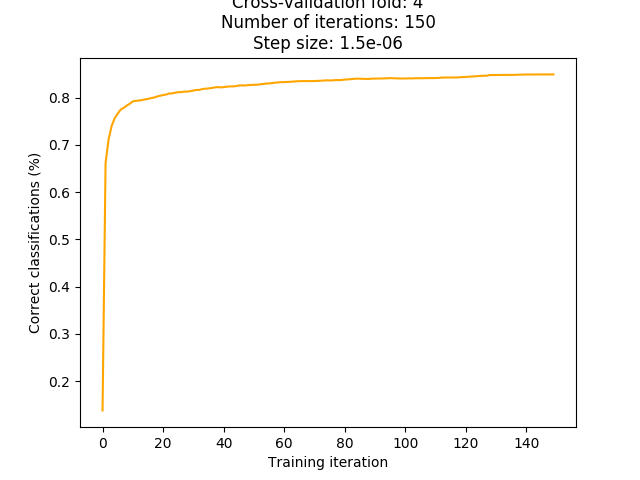 Cross-validation fold: 4
Number of iterations: 150
Step size: 1.5e-06
0.8
0.7
0.6
0.5
0.4
0.3
0.2
Correct classifications (%)
0 20 40 60 80 100 120 140
Training iteration